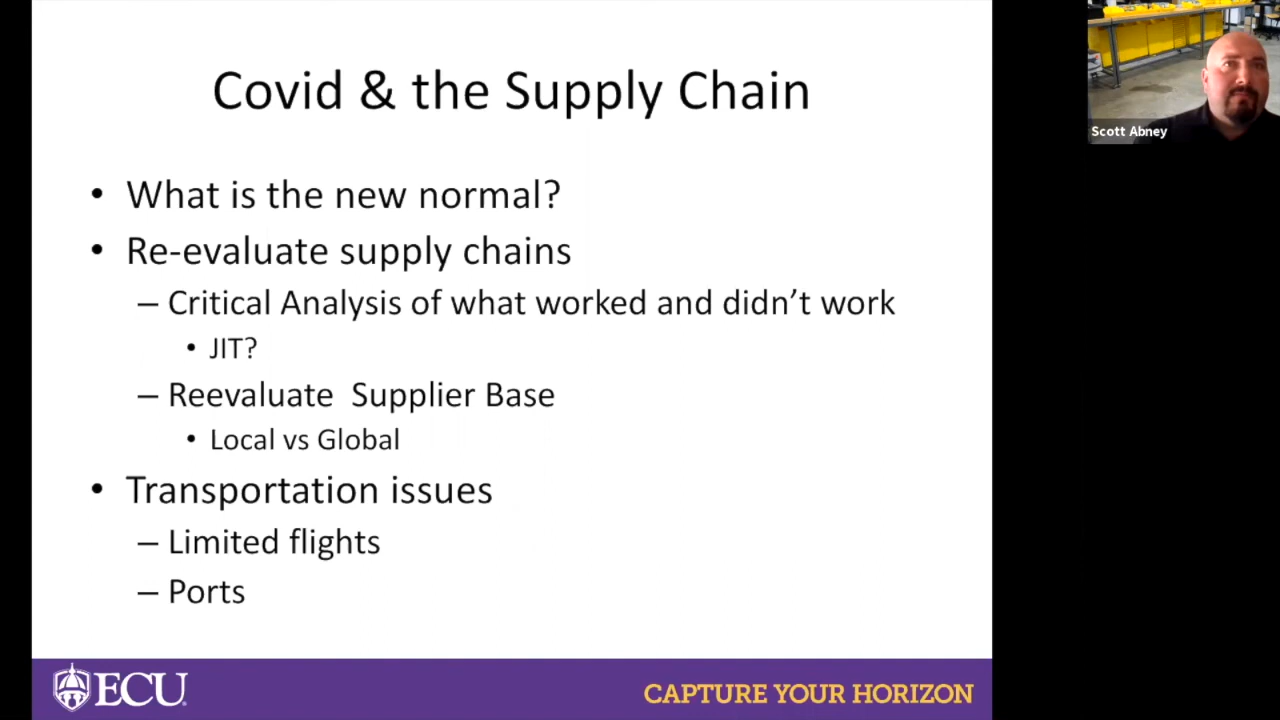 Covid & the Supply Chain
• What is the new normal?
• Re-evaluate supply chains
– Critical Analysis of what worked and didn’t work
• JIT?
– Reevaluate  Supplier Base
• Local vs Global
• Transportation issues
– Limited flights
– Ports
ECU
CAPTURE YOUR HORIZON
Scott Abney